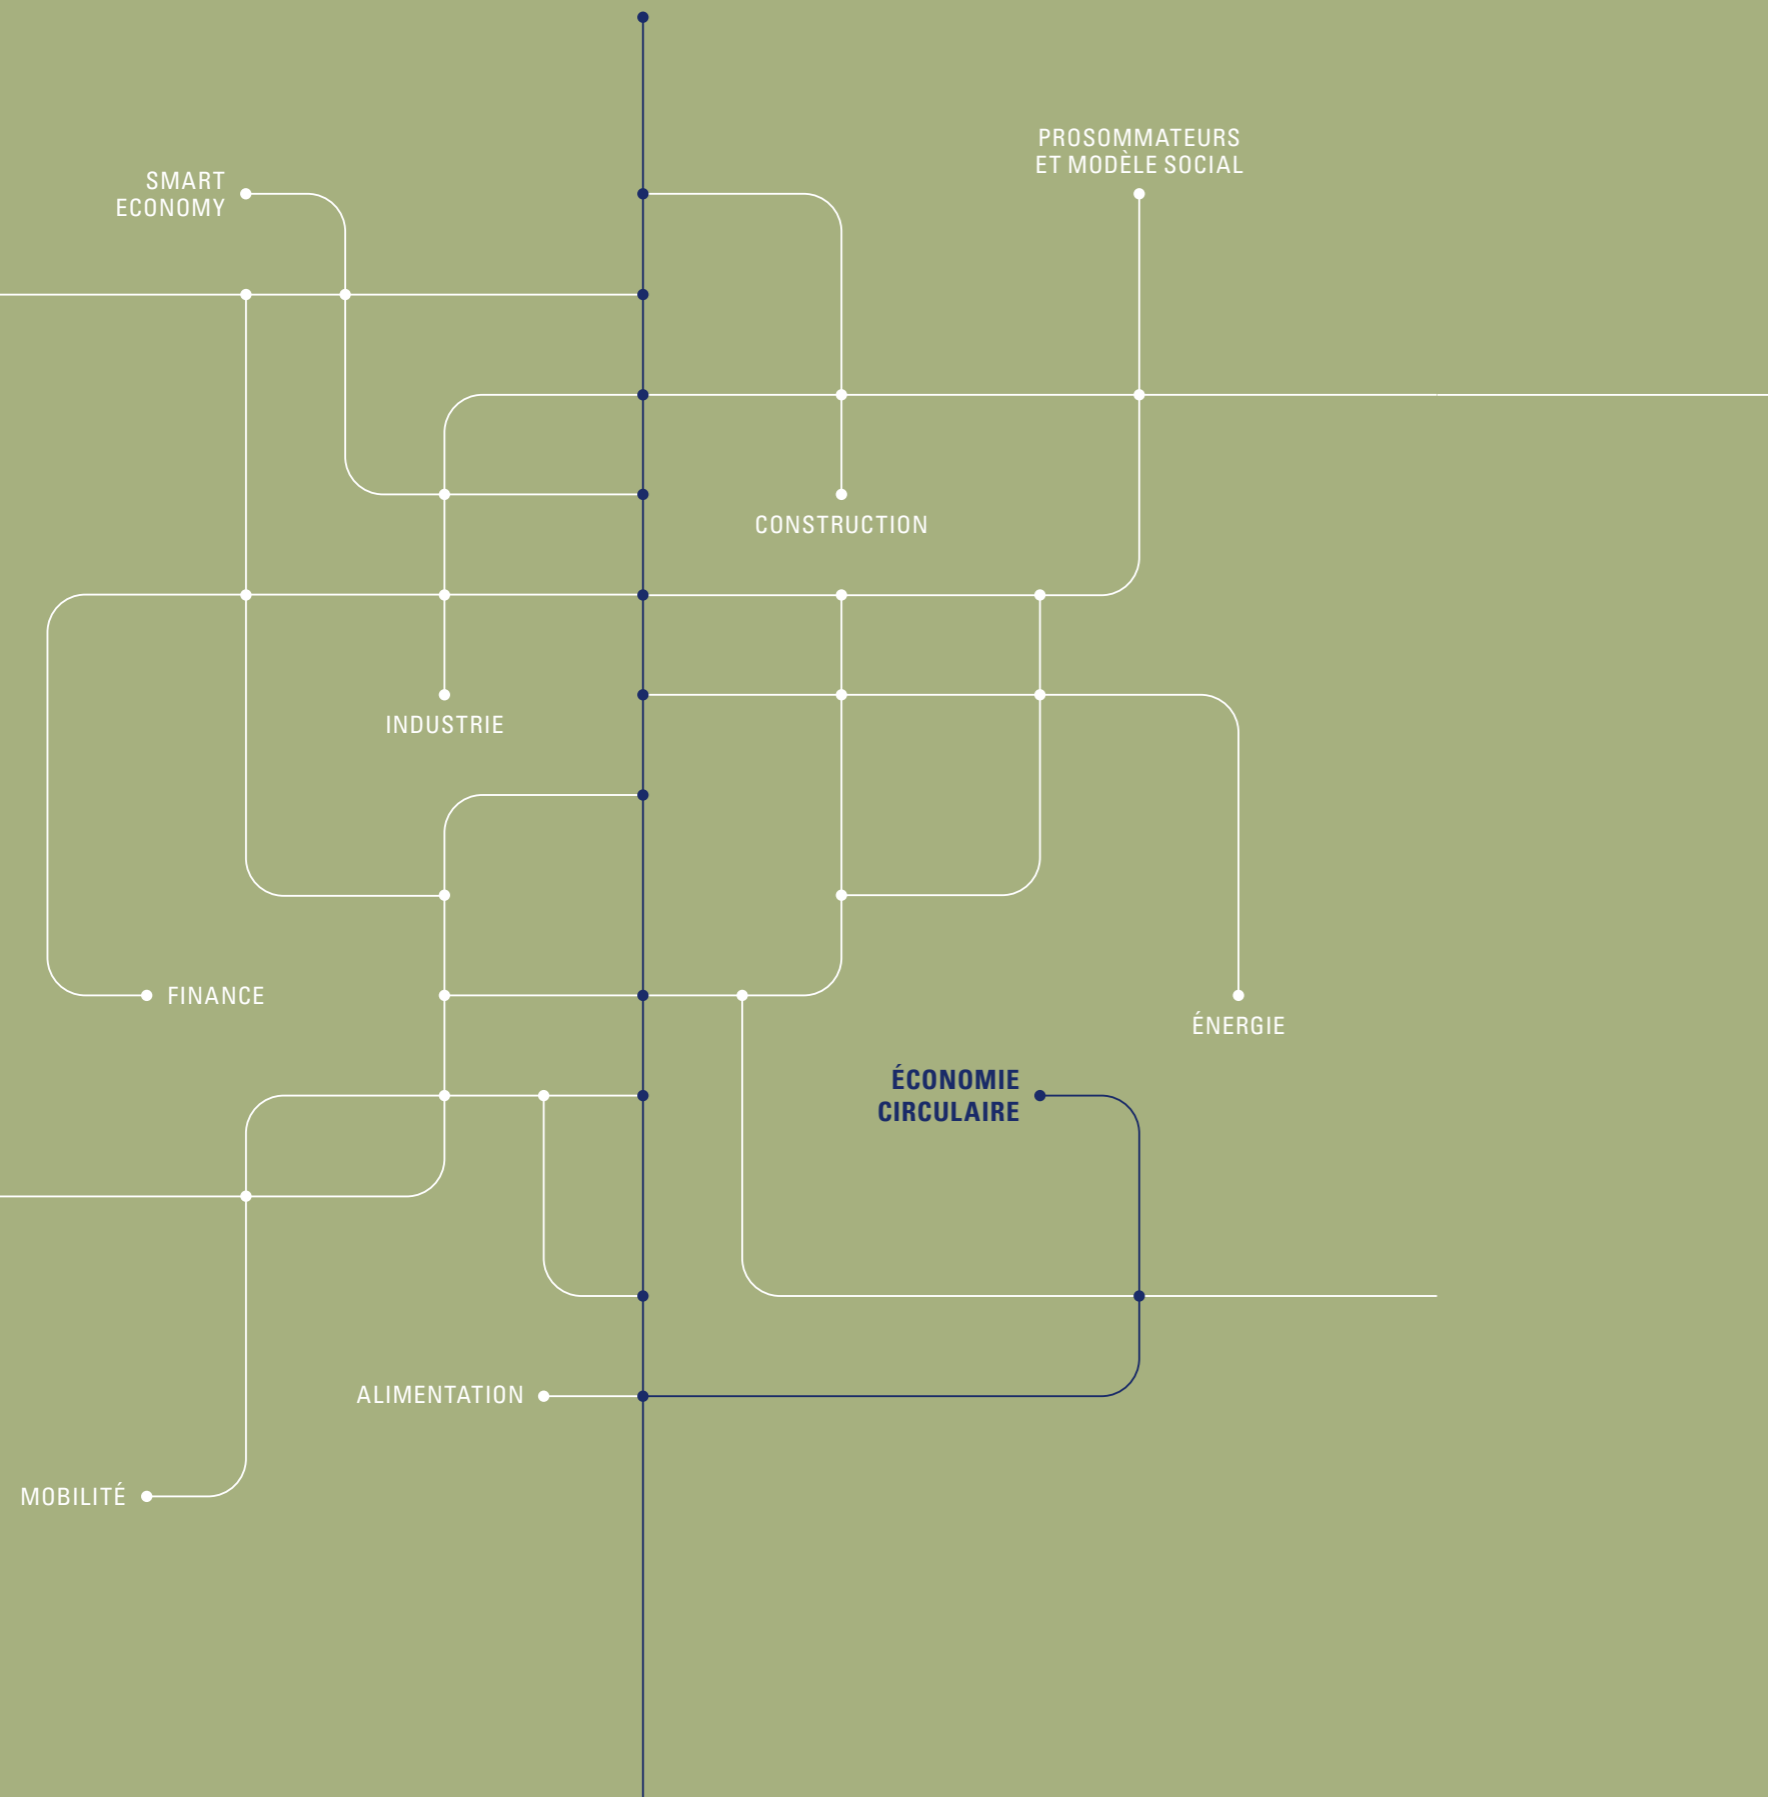 PROSOMMATEURS
ET MODÈLE SOCIAL
SMART
ECONOMY
CONSTRUCTION
INDUSTRIE
FINANCE
ÉNERGIE
ÉCONOMIE
CIRCULAIRE
ALIMENTATION
MOBILITÉ